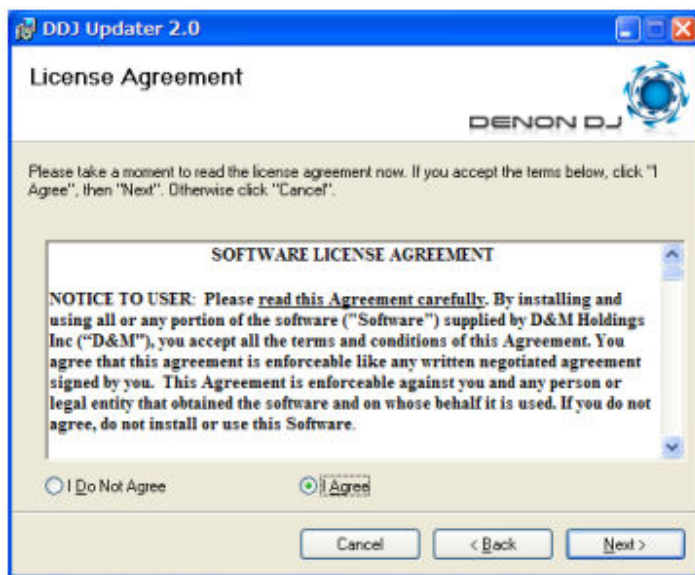 DDJ Updater 2.0
License Agreement
DENON DJ
Please take a moment to read the license agreement now. If you accept the terms below, click "I
Agree", then "Next". Otherwise click "Cancel".
SOFTWARE LICENSE AGREEMENT
NOTICE TO USER: Please read this Agreement carefully. By installing and
using all or any portion of the software ("Software") supplied by D&M Holdings
Inc (“D&M”), you accept all the terms and conditions of this Agreement. You
agree that this agreement is enforceable like any written negotiated agreement
signed by you. This Agreement is enforceable against you and any person or
legal entity that obtained the software and on whose behalf it is used. If you do not
agree, do not install or use this Software.
I Do Not Agree
I Agree
Cancel
< Back
Next >